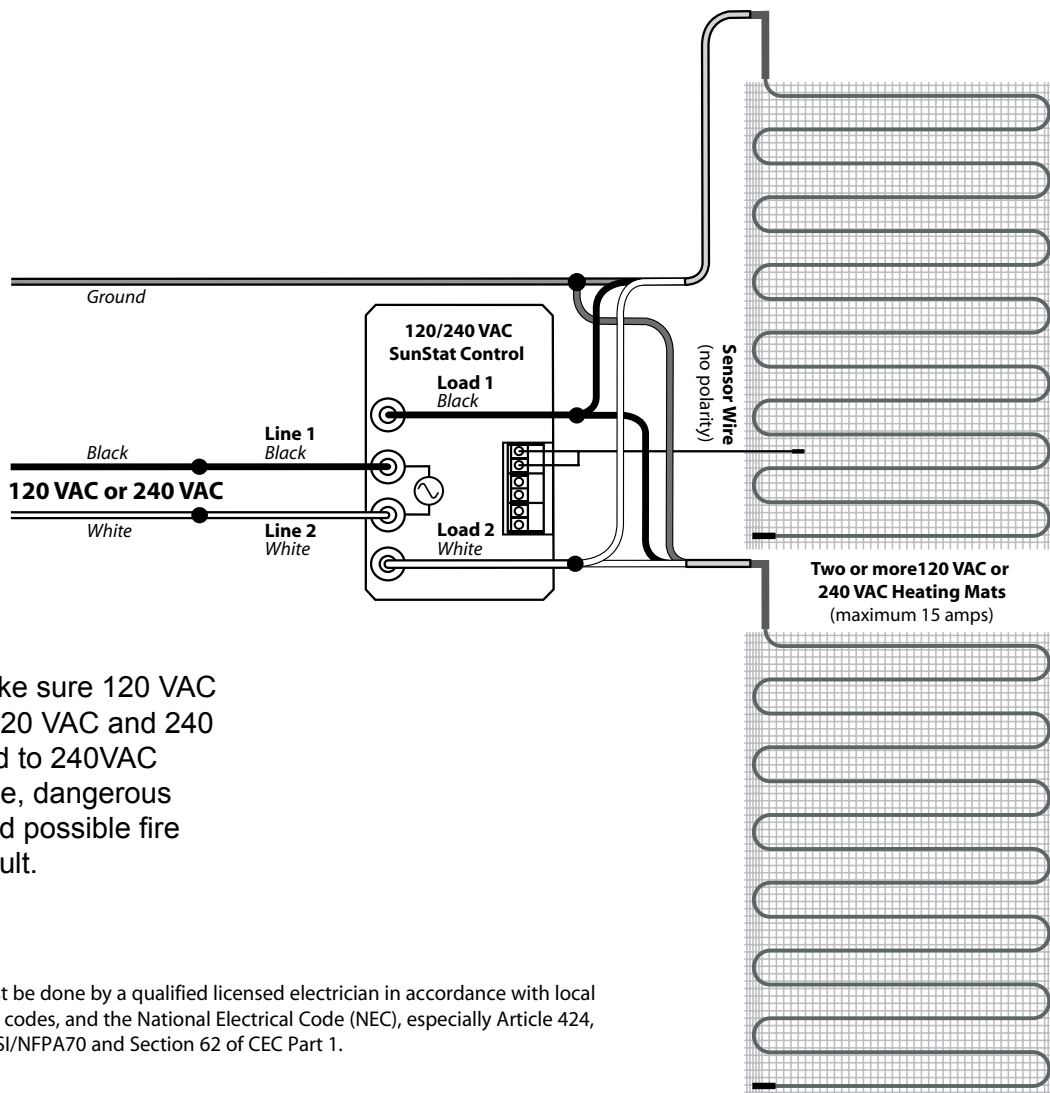 Ground
120/240 VAC
SunStat Control
Load 1
Black
Sensor Wire
(no polarity)
Black
Line 1
Black
120 VAC or 240 VAC
White
Line 2
White
Load 2
White
Two or more120 VAC or
240 VAC Heating Mats
(maximum 15 amps)
ke sure 120 VAC
20 VAC and 240
d to 240VAC
e, dangerous
d possible fire
ult.
st be done by a qualified licensed electrician in accordance with local
codes, and the National Electrical Code (NEC), especially Article 424,
SI/NFPA70 and Section 62 of CEC Part 1.